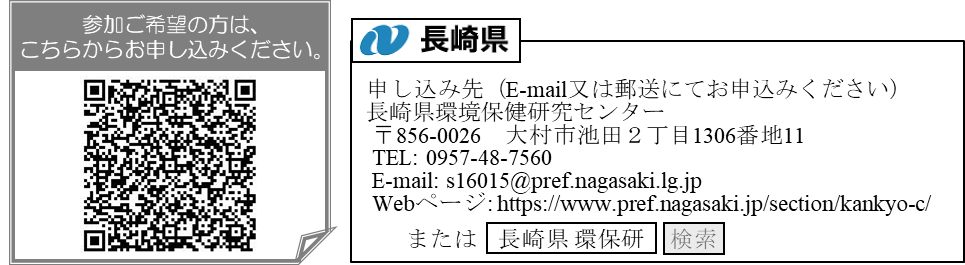 参加ご希望の方は、
こちらからお申し込みください。
長崎県
申し込み先（E-mail又は郵送にてお申込みください）
長崎県環境保健研究センター
〒856-0026　大村市池田２丁目1306番地11
TEL: 0957-48-7560
E-mail: s16015@pref.nagasaki.lg.jp
Webページ: https://www.pref.nagasaki.jp/section/kankyo-c/
または 長崎県 環保研 検索